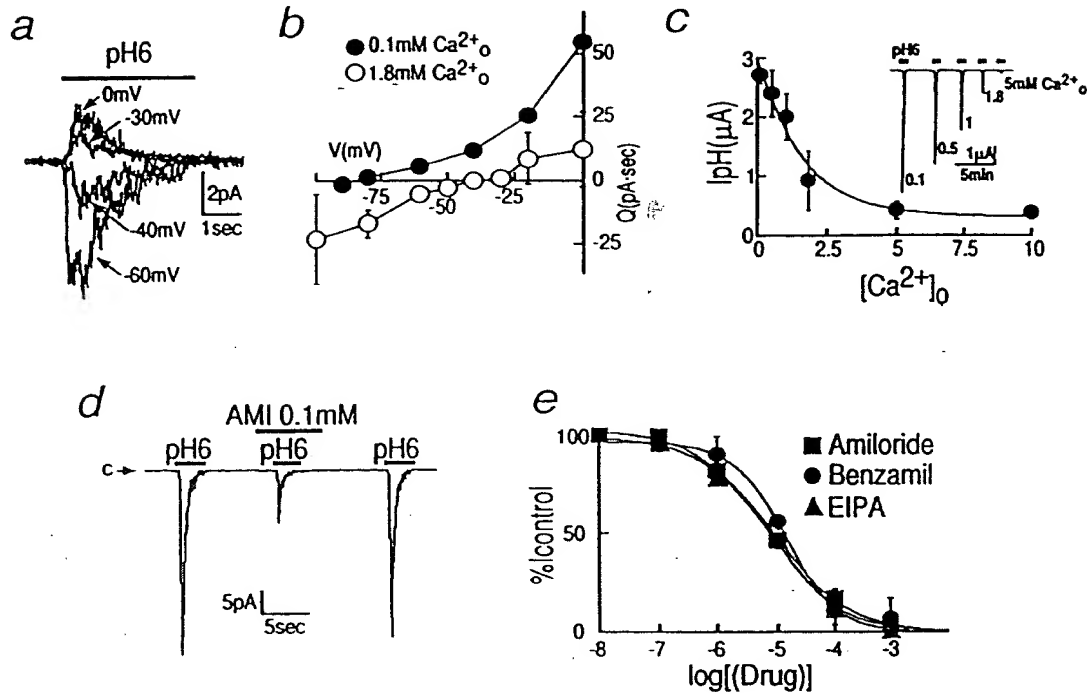 a
pH6
0mV
-30mV
-40mV
-60mV
2pA
1sec
b
0.1mM Ca2+o
1.8mM Ca2+o
V(mV)
-75
-50
-25
50
25
0
-25
Q(pA·sec)
c
IpH(μA)
3
2
1
0
0
2.5
5.0
7.5
10
[Ca2+]o
pH6
0.1
0.5
1
1.8
5mM Ca2+o
1μA
5min
d
AMI 0.1mM
pH6
pH6
pH6
c
5pA
5sec
e
Amiloride
Benzamil
EIPA
%Icontrol
100
50
0
-8
-7
-6
-5
-4
-3
log[(Drug)]